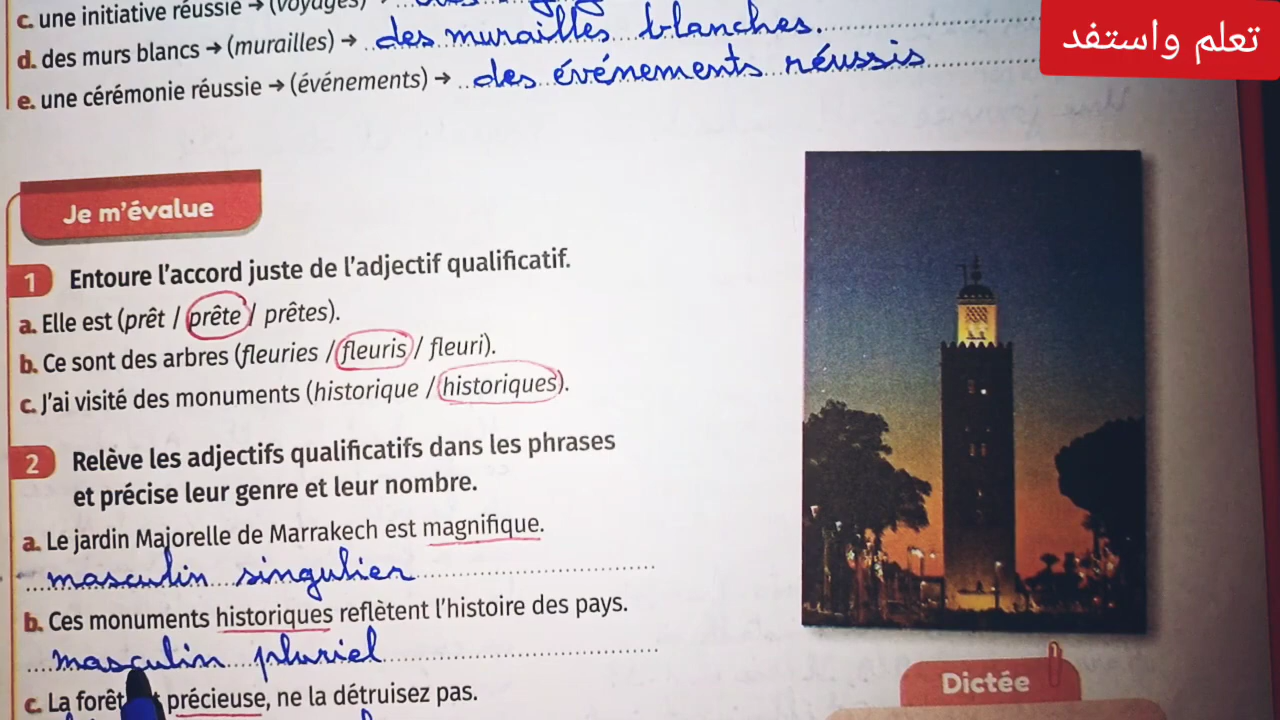 c. une initiative réussie → (voyages) →
d. des murs blancs → (murailles) → des murailles blanches.
e. une cérémonie réussie → (événements) → des événements réussis
تعلم واستفد
Je m'évalue
1 Entoure l'accord juste de l'adjectif qualificatif.
a. Elle est (prêt / prête / prêtes).
b. Ce sont des arbres (fleuries / fleuris / fleuri).
c. J'ai visité des monuments (historique / historiques).
2 Relève les adjectifs qualificatifs dans les phrases
et précise leur genre et leur nombre.
a. Le jardin Majorelle de Marrakech est magnifique.
masculin singulier
b. Ces monuments historiques reflètent l'histoire des pays.
masculin pluriel
c. La forêt précieuse, ne la détruisez pas.
Dictée